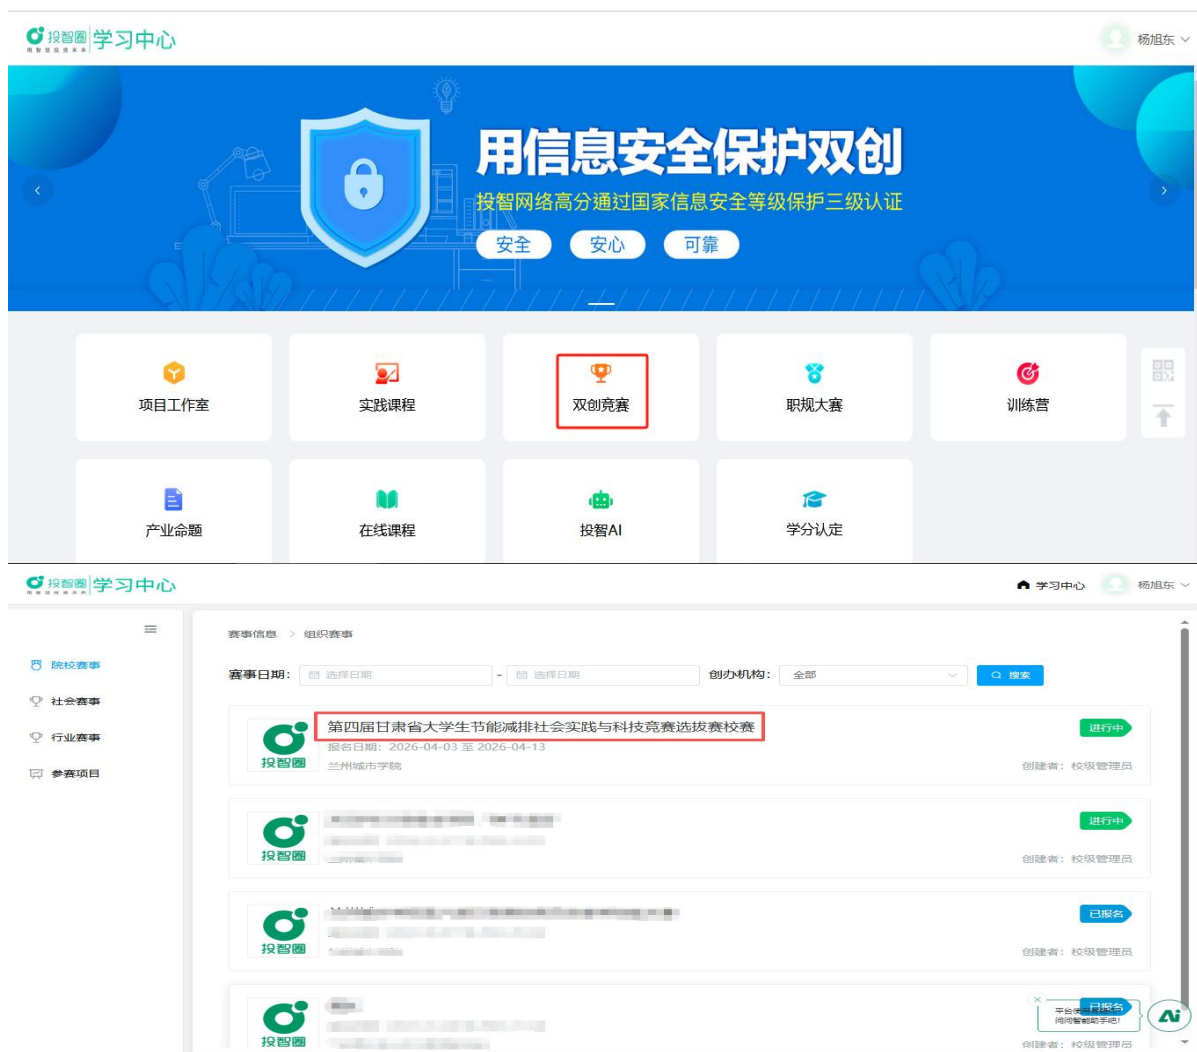 投智圈 学习中心
用智慧投资未来
杨旭东
用信息安全保护双创
投智网络高分通过国家信息安全等级保护三级认证
安全 安心 可靠
项目工作室 实践课程 双创竞赛 职规大赛 训练营
产业命题 在线课程 投智AI 学分认定
投智圈 学习中心
学习中心 杨旭东
赛事信息 > 组织赛事
院校赛事
社会赛事
行业赛事
参赛项目
赛事日期： 选择日期 - 选择日期 创办机构： 全部 搜索
第四届甘肃省大学生节能减排社会实践与科技竞赛选拔赛校赛
进行中
报名日期：2026-04-03 至 2026-04-13
投智圈
兰州城市学院
创建者：校级管理员
进行中
投智圈
创建者：校级管理员
已报名
投智圈
创建者：校级管理员
已报名
问问智能助手吧！
Ai
投智圈
创建者：校级管理员